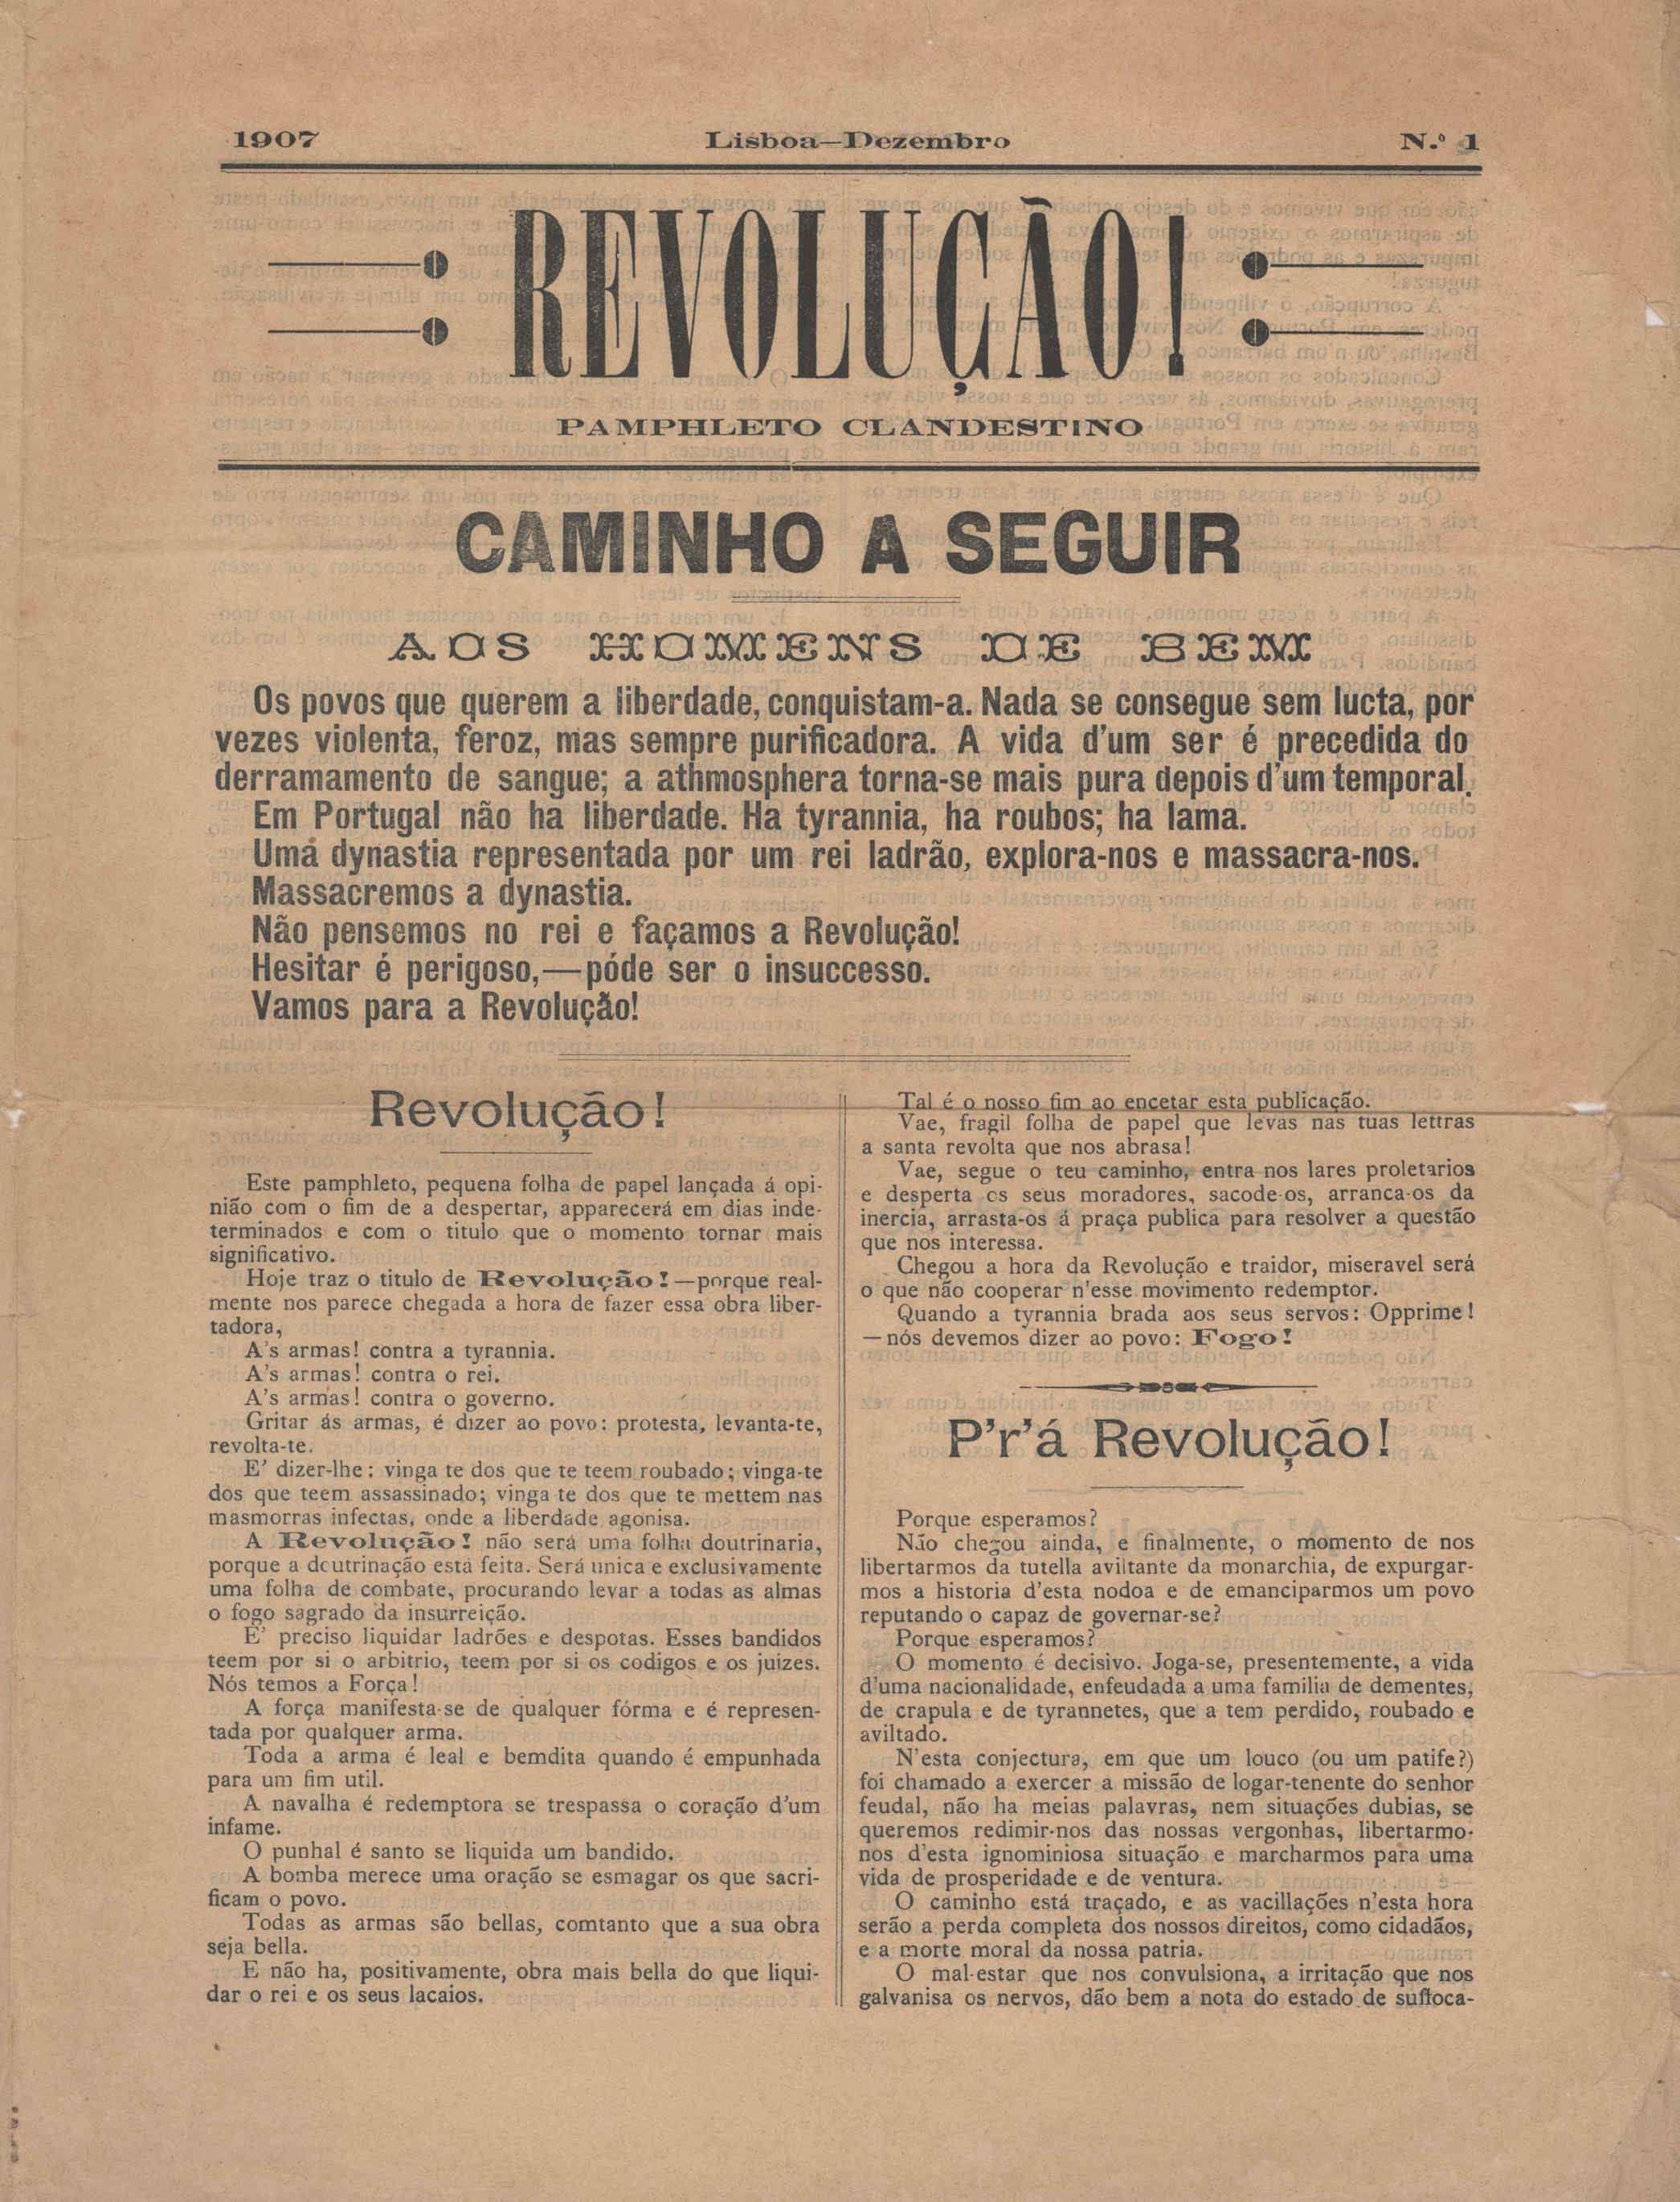 1907 Lisboa—Dezembro N.º 1
REVOLUÇÃO!
PAMPHLETO CLANDESTINO
CAMINHO A SEGUIR
AOS HOMENS DE BEM
Os povos que querem a liberdade, conquistam-a. Nada se consegue sem lucta, por
vezes violenta, feroz, mas sempre purificadora. A vida d'um ser é precedida do
derramamento de sangue; a athmosphera torna-se mais pura depois d'um temporal.
Em Portugal não ha liberdade. Ha tyrannia, ha roubos; ha lama.
Uma dynastia representada por um rei ladrão, explora-nos e massacra-nos.
Massacremos a dynastia.
Não pensemos no rei e façamos a Revolução!
Hesitar é perigoso,—póde ser o insuccesso.
Vamos para a Revolução!
Revolução!
Este pamphleto, pequena folha de papel lançada á opi-
nião com o fim de a despertar, apparecerá em dias inde-
terminados e com o titulo que o momento tornar mais
significativo.
Hoje traz o titulo de Revolução!—porque real-
mente nos parece chegada a hora de fazer essa obra liber-
tadora,
A's armas! contra a tyrannia.
A's armas! contra o rei.
A's armas! contra o governo.
Gritar ás armas, é dizer ao povo: protesta, levanta-te,
revolta-te.
E' dizer-lhe: vinga te dos que te teem roubado; vinga-te
dos que teem assassinado; vinga te dos que te mettem nas
masmorras infectas, onde a liberdade agonisa.
A Revolução! não será uma folha doutrinaria,
porque a doutrinação está feita. Será unica e exclusivamente
uma folha de combate, procurando levar a todas as almas
o fogo sagrado da insurreição.
E' preciso liquidar ladrões e despotas. Esses bandidos
teem por si o arbitrio, teem por si os codigos e os juizes.
Nós temos a Força!
A força manifesta-se de qualquer fórma e é represen-
tada por qualquer arma.
Toda a arma é leal e bemdita quando é empunhada
para um fim util.
A navalha é redemptora se trespassa o coração d'um
infame.
O punhal é santo se liquida um bandido.
A bomba merece uma oração se esmagar os que sacri-
ficam o povo.
Todas as armas são bellas, comtanto que a sua obra
seja bella.
E não ha, positivamente, obra mais bella do que liqui-
dar o rei e os seus lacaios.
Tal é o nosso fim ao encetar esta publicação.
Vae, fragil folha de papel que levas nas tuas lettras
a santa revolta que nos abrasa!
Vae, segue o teu caminho, entra nos lares proletarios
e desperta os seus moradores, sacode-os, arranca-os da
inercia, arrasta-os á praça publica para resolver a questão
que nos interessa.
Chegou a hora da Revolução e traidor, miseravel será
o que não cooperar n'esse movimento redemptor.
Quando a tyrannia brada aos seus servos: Opprime!
—nós devemos dizer ao povo: Fogo!
P'r'á Revolução!
Porque esperamos?
Não chegou ainda, e finalmente, o momento de nos
libertarmos da tutella aviltante da monarchia, de expurgar-
mos a historia d'esta nodoa e de emanciparmos um povo
reputando o capaz de governar-se?
Porque esperamos?
O momento é decisivo. Joga-se, presentemente, a vida
d'uma nacionalidade, enfeudada a uma familia de dementes,
de crapula e de tyrannetes, que a tem perdido, roubado e
aviltado.
N'esta conjectura, em que um louco (ou um patife?)
foi chamado a exercer a missão de logar-tenente do senhor
feudal, não ha meias palavras, nem situações dubias, se
queremos redimir-nos das nossas vergonhas, libertarmo-
nos d'esta ignominiosa situação e marcharmos para uma
vida de prosperidade e de ventura.
O caminho está traçado, e as vacillações n'esta hora
serão a perda completa dos nossos direitos, como cidadãos,
e a morte moral da nossa patria.
O mal-estar que nos convulsiona, a irritação que nos
galvanisa os nervos, dão bem a nota do estado de suffoca-